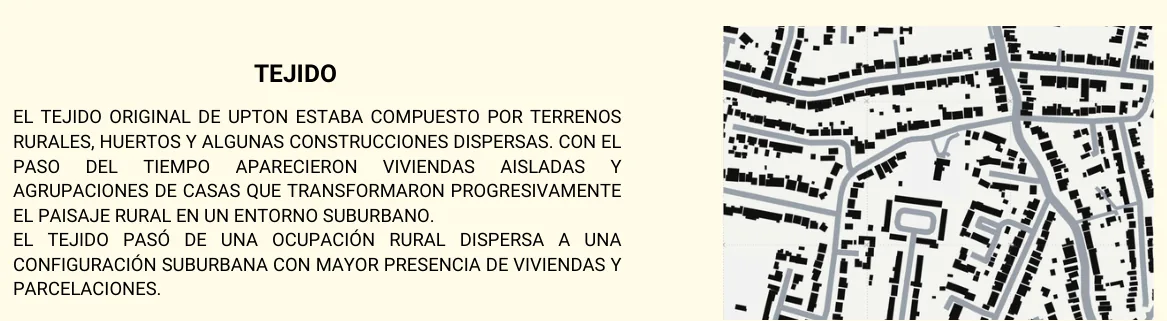 TEJIDO
EL TEJIDO ORIGINAL DE UPTON ESTABA COMPUESTO POR TERRENOS
RURALES, HUERTOS Y ALGUNAS CONSTRUCCIONES DISPERSAS. CON EL
PASO DEL TIEMPO APARECIERON VIVIENDAS AISLADAS Y
AGRUPACIONES DE CASAS QUE TRANSFORMARON PROGRESIVAMENTE
EL PAISAJE RURAL EN UN ENTORNO SUBURBANO.
EL TEJIDO PASÓ DE UNA OCUPACIÓN RURAL DISPERSA A UNA
CONFIGURACIÓN SUBURBANA CON MAYOR PRESENCIA DE VIVIENDAS Y
PARCELACIONES.